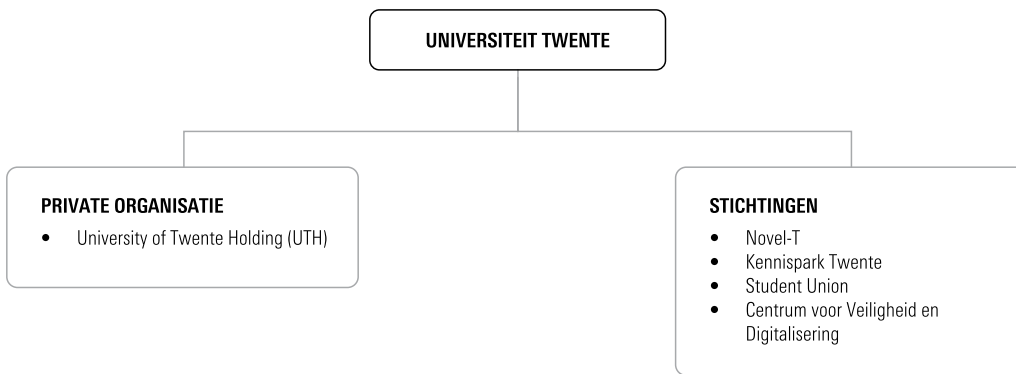 UNIVERSITEIT TWENTE
PRIVATE ORGANISATIE
• University of Twente Holding (UTH)
STICHTINGEN
• Novel-T
• Kennispark Twente
• Student Union
• Centrum voor Veiligheid en
Digitalisering